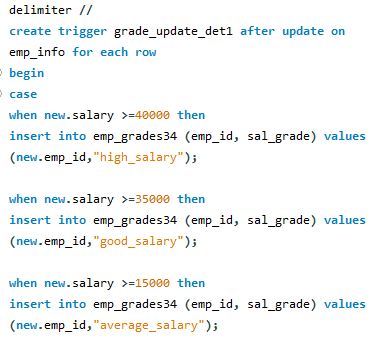 delimiter //
create trigger grade_update_det1 after update on
emp_info for each row
begin
case
when new.salary >=40000 then
insert into emp_grades34 (emp_id, sal_grade) values
(new.emp_id,"high_salary");
when new.salary >=35000 then
insert into emp_grades34 (emp_id, sal_grade) values
(new.emp_id,"good_salary");
when new.salary >=15000 then
insert into emp_grades34 (emp_id, sal_grade) values
(new.emp_id,"average_salary");